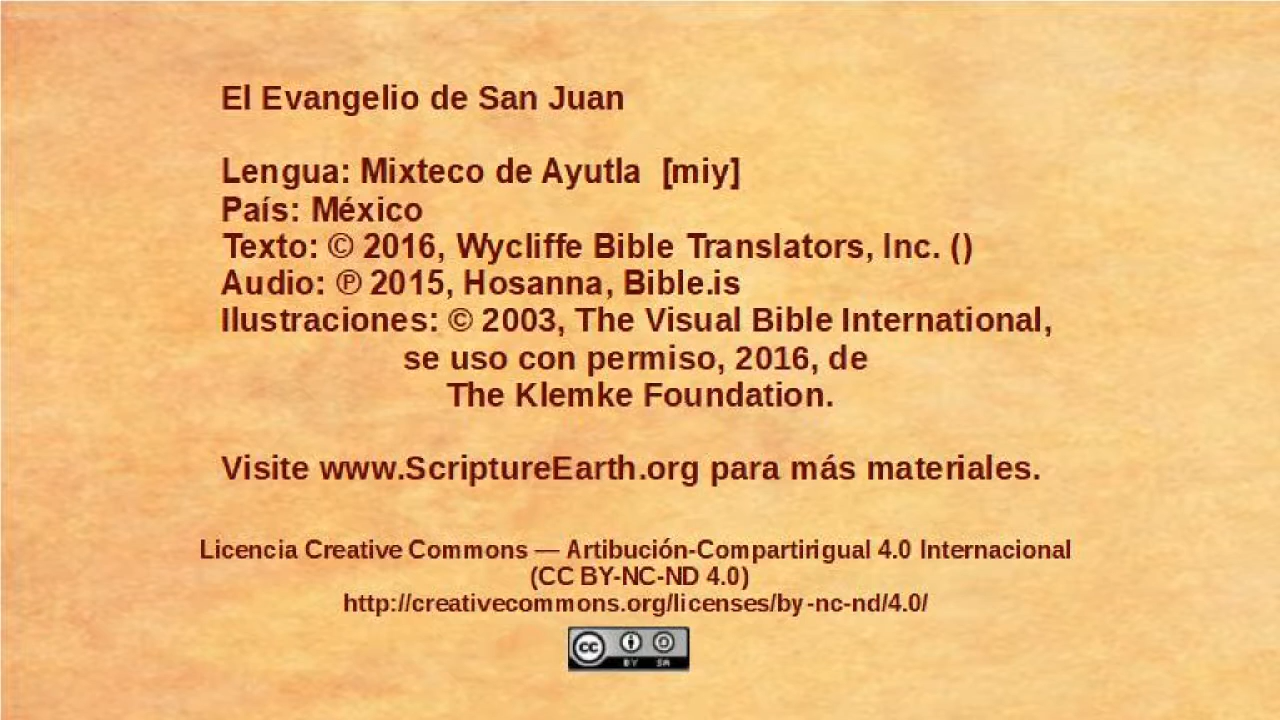 El Evangelio de San Juan
Lengua: Mixteco de Ayutla [miy]
País: México
Texto: © 2016, Wycliffe Bible Translators, Inc. ()
Audio: ℗ 2015, Hosanna, Bible.is
Ilustraciones: © 2003, The Visual Bible International,
se uso con permiso, 2016, de
The Klemke Foundation.
Visite www.ScriptureEarth.org para más materiales.
Licencia Creative Commons — Artibución-Compartirigual 4.0 Internacional
(CC BY-NC-ND 4.0)
http://creativecommons.org/licenses/by-nc-nd/4.0/
cc BY SA